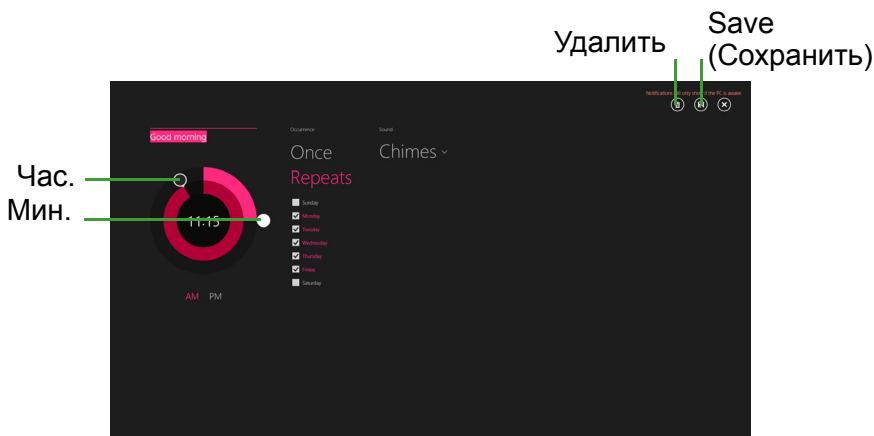 Удалить
Save
(Сохранить)
Notifications will only show if the PC is awake
Good morning
Occurrence
Sound
Once
Chimes
Repeats
Час.
Мин.
11:15
Sunday
Monday
Tuesday
Wednesday
Thursday
Friday
Saturday
AM PM